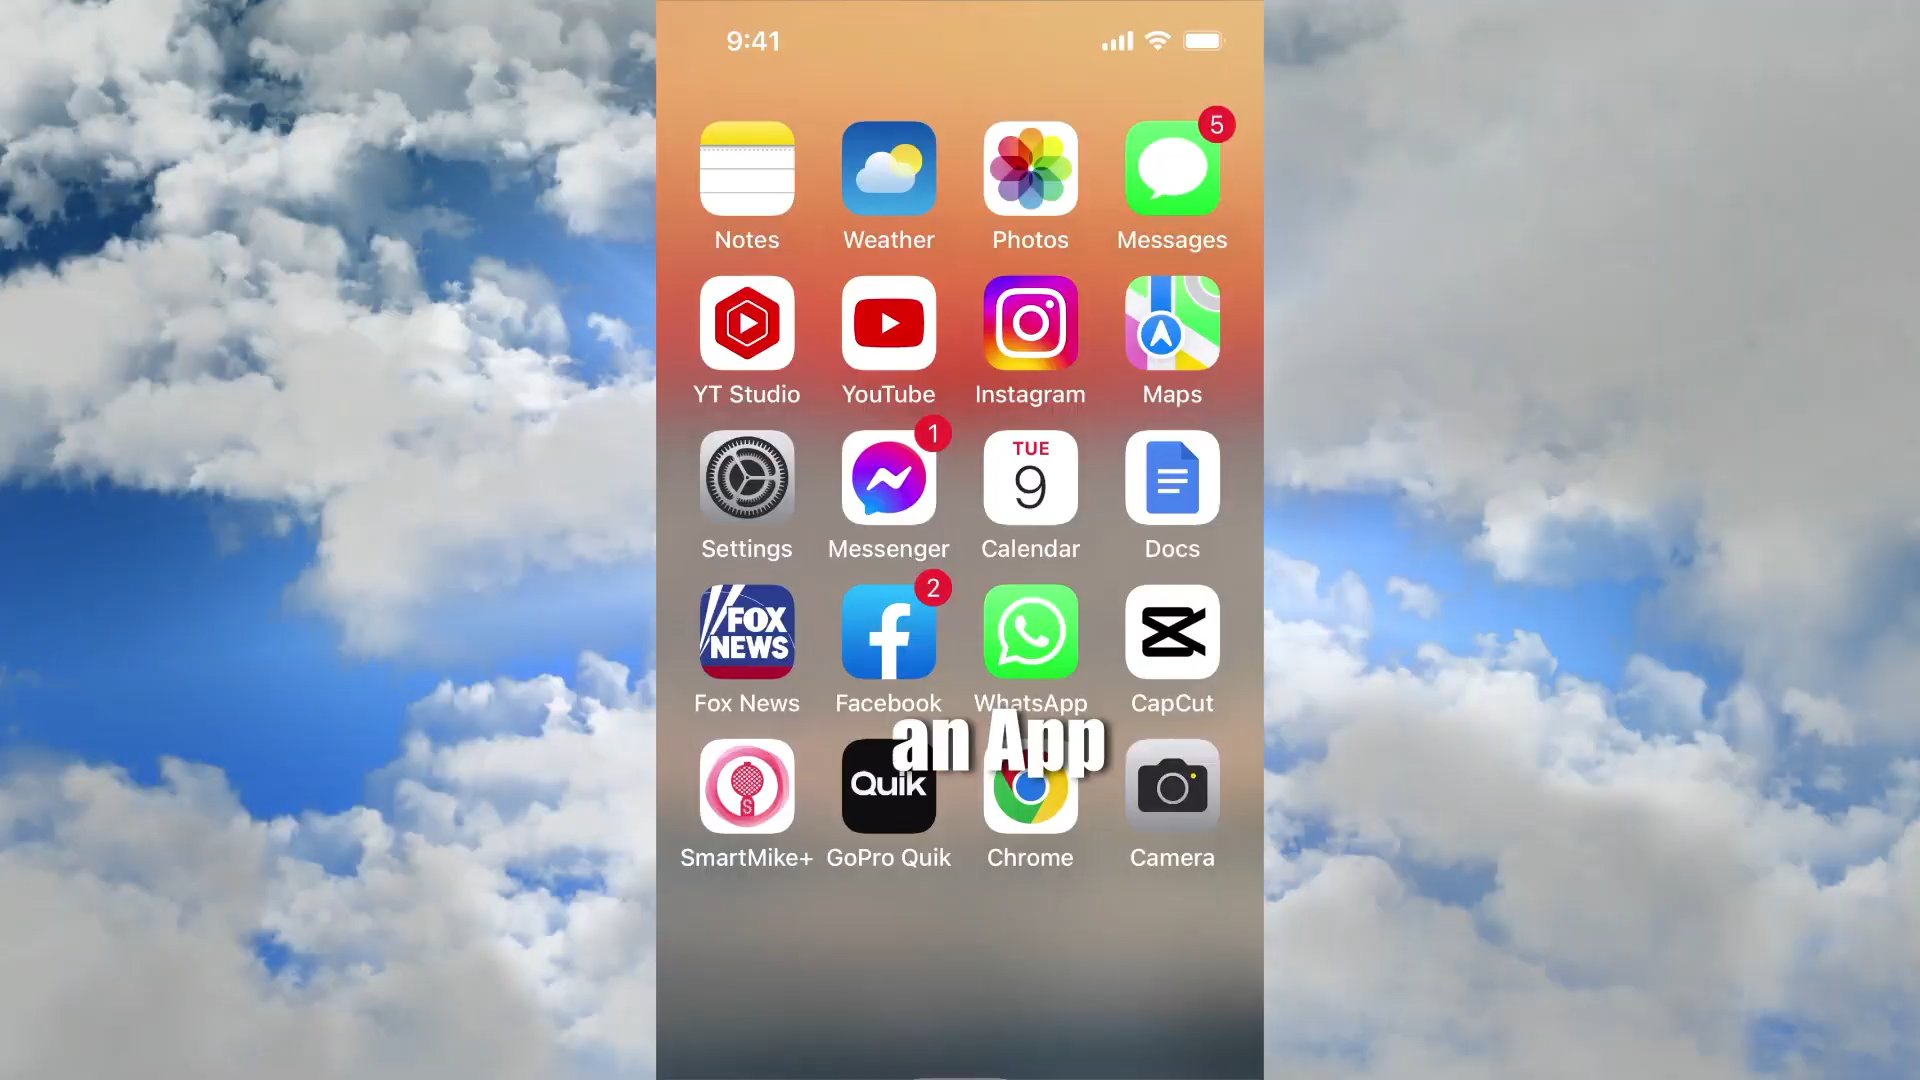 9:41
5
Notes Weather Photos Messages
YT Studio YouTube Instagram Maps
1
TUE
9
Settings Messenger Calendar Docs
2
FOX
NEWS
Fox News Facebook WhatsApp CapCut
an App
S
Quik
SmartMike+ GoPro Quik Chrome Camera